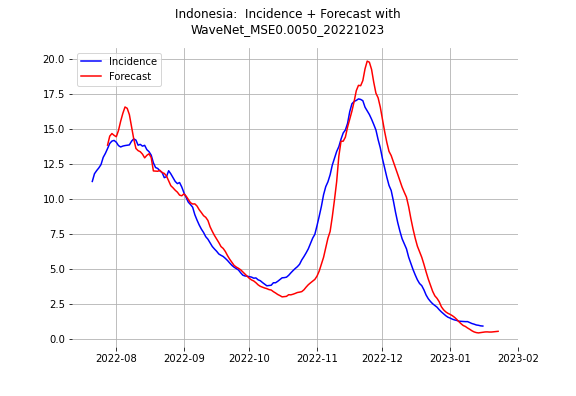 Indonesia:  Incidence + Forecast with
WaveNet_MSE0.0050_20221023
Incidence
Forecast
20.0
17.5
15.0
12.5
10.0
7.5
5.0
2.5
0.0
2022-08 2022-09 2022-10 2022-11 2022-12 2023-01 2023-02